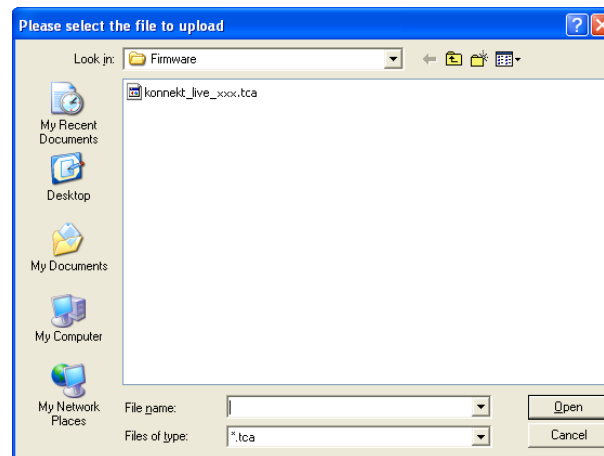 Please select the file to upload
Look in: Firmware
konnekt_live_xxx.tca
My Recent
Documents
Desktop
My Documents
My Computer
My Network
Places
File name:
Open
Files of type: *.tca
Cancel